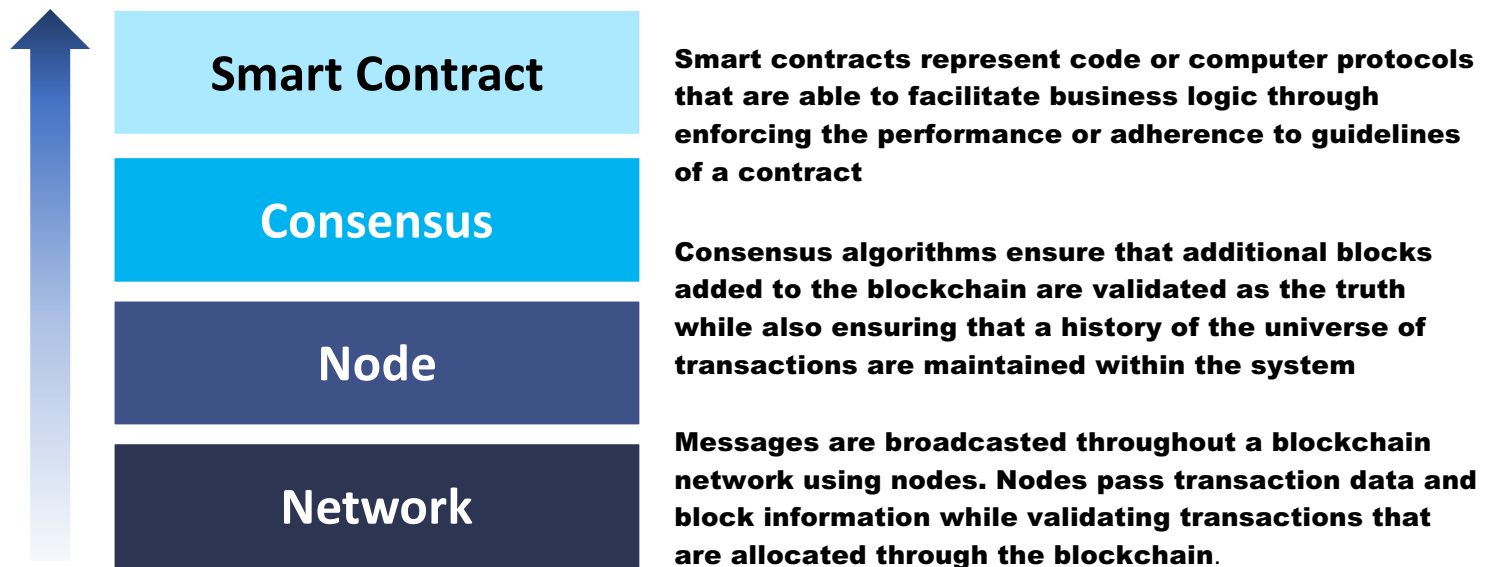 Smart Contract
Smart contracts represent code or computer protocols
that are able to facilitate business logic through
enforcing the performance or adherence to guidelines
of a contract
Consensus
Consensus algorithms ensure that additional blocks
added to the blockchain are validated as the truth
while also ensuring that a history of the universe of
transactions are maintained within the system
Node
Network
Messages are broadcasted throughout a blockchain
network using nodes. Nodes pass transaction data and
block information while validating transactions that
are allocated through the blockchain.